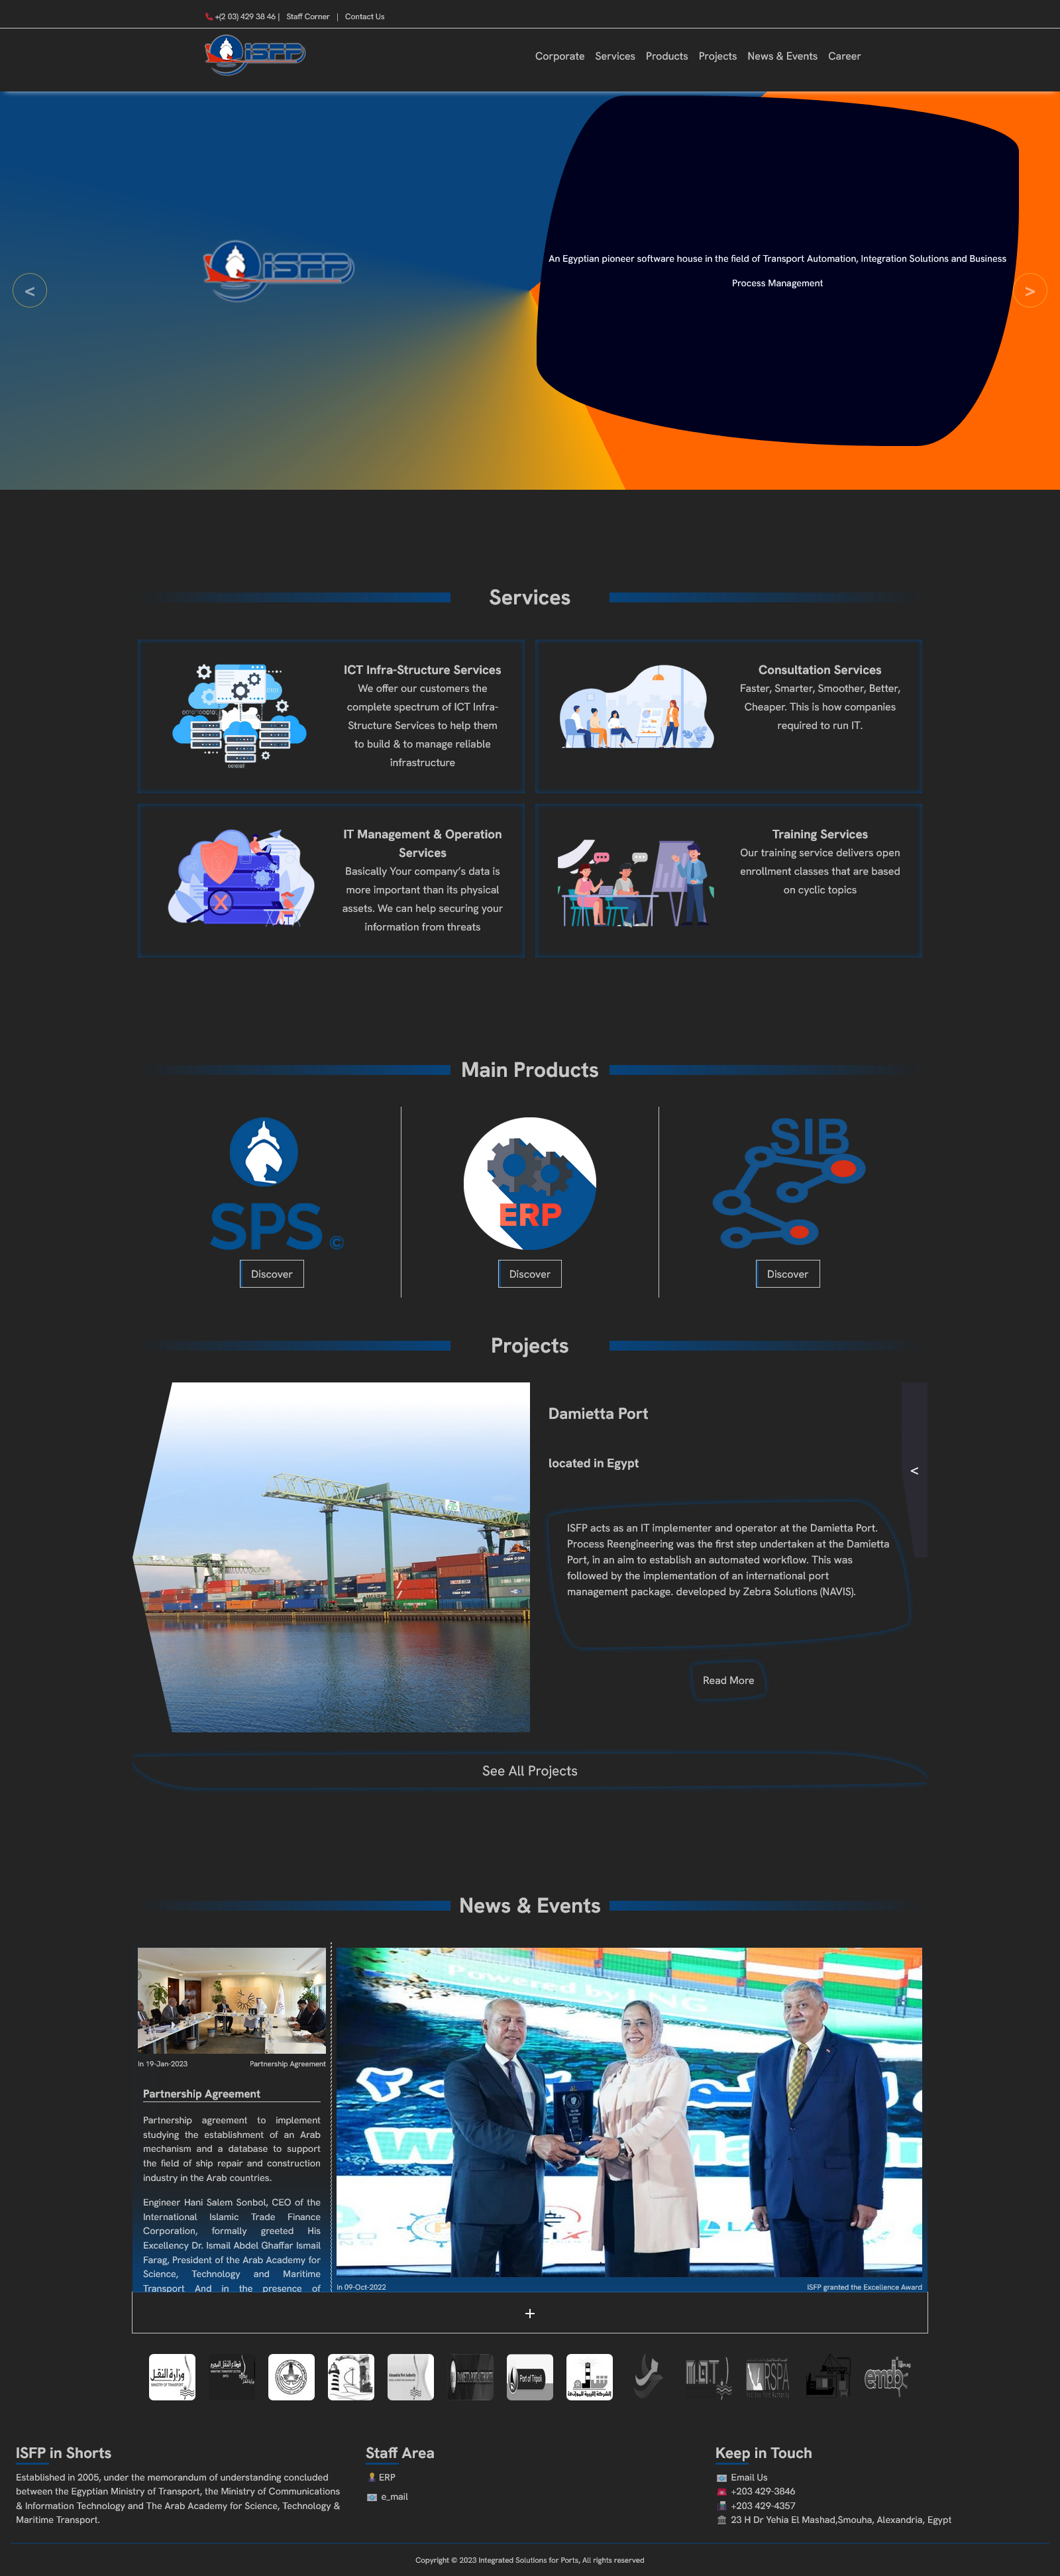 +(2 03) 429 38 46 | Staff Corner | Contact Us
ISFP
Corporate Services Products Projects News & Events Career
ISFP
An Egyptian pioneer software house in the field of Transport Automation, Integration Solutions and Business
Process Management
<
>
Services
ICT Infra-Structure Services
We offer our customers the
complete spectrum of ICT Infra-
Structure Services to help them
to build & to manage reliable
infrastructure
Consultation Services
Faster, Smarter, Smoother, Better,
Cheaper. This is how companies
required to run IT.
IT Management & Operation
Services
Basically Your company's data is
more important than its physical
assets. We can help securing your
information from threats
Training Services
Our training service delivers open
enrollment classes that are based
on cyclic topics
Main Products
SPS ©
Discover
ERP
Discover
SIB
Discover
Projects
Damietta Port
located in Egypt
<
ISFP acts as an IT implementer and operator at the Damietta Port.
Process Reengineering was the first step undertaken at the Damietta
Port, in an aim to establish an automated workflow. This was
followed by the implementation of an international port
management package. developed by Zebra Solutions (NAVIS).
Read More
See All Projects
News & Events
In 19-Jan-2023 Partnership Agreement
Partnership Agreement
Partnership agreement to implement
studying the establishment of an Arab
mechanism and a database to support
the field of ship repair and construction
industry in the Arab countries.
Engineer Hani Salem Sonbol, CEO of the
International Islamic Trade Finance
Corporation, formally greeted His
Excellency Dr. Ismail Abdel Ghaffar Ismail
Farag, President of the Arab Academy for
Science, Technology and Maritime
Transport And in the presence of
Powered by LNG
In 09-Oct-2022 ISFP granted the Excellence Award
+
وزارة النقل
MINISTRY OF TRANSPORT
Port of Tripoli
ISFP in Shorts
Established in 2005, under the memorandum of understanding concluded
between the Egyptian Ministry of Transport, the Ministry of Communications
& Information Technology and The Arab Academy for Science, Technology &
Maritime Transport.
Staff Area
ERP
e_mail
Keep in Touch
Email Us
+203 429-3846
+203 429-4357
23 H Dr Yehia El Mashad,Smouha, Alexandria, Egypt
Copyright © 2023 Integrated Solutions for Ports, All rights reserved